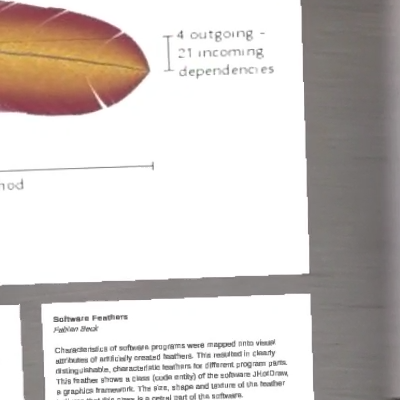 4 outgoing -
21 incoming
dependencies
Software Feathers
Fabian Beck
Characteristics of software programs were mapped onto visual
attributes of artificially created feathers. This resulted in clearly
distinguishable, characteristic feathers for different program parts.
This feather shows a class (code entity) of the software JHotDraw,
a graphics framework. The size, shape and texture of the feather
that this class is a
part of the software.